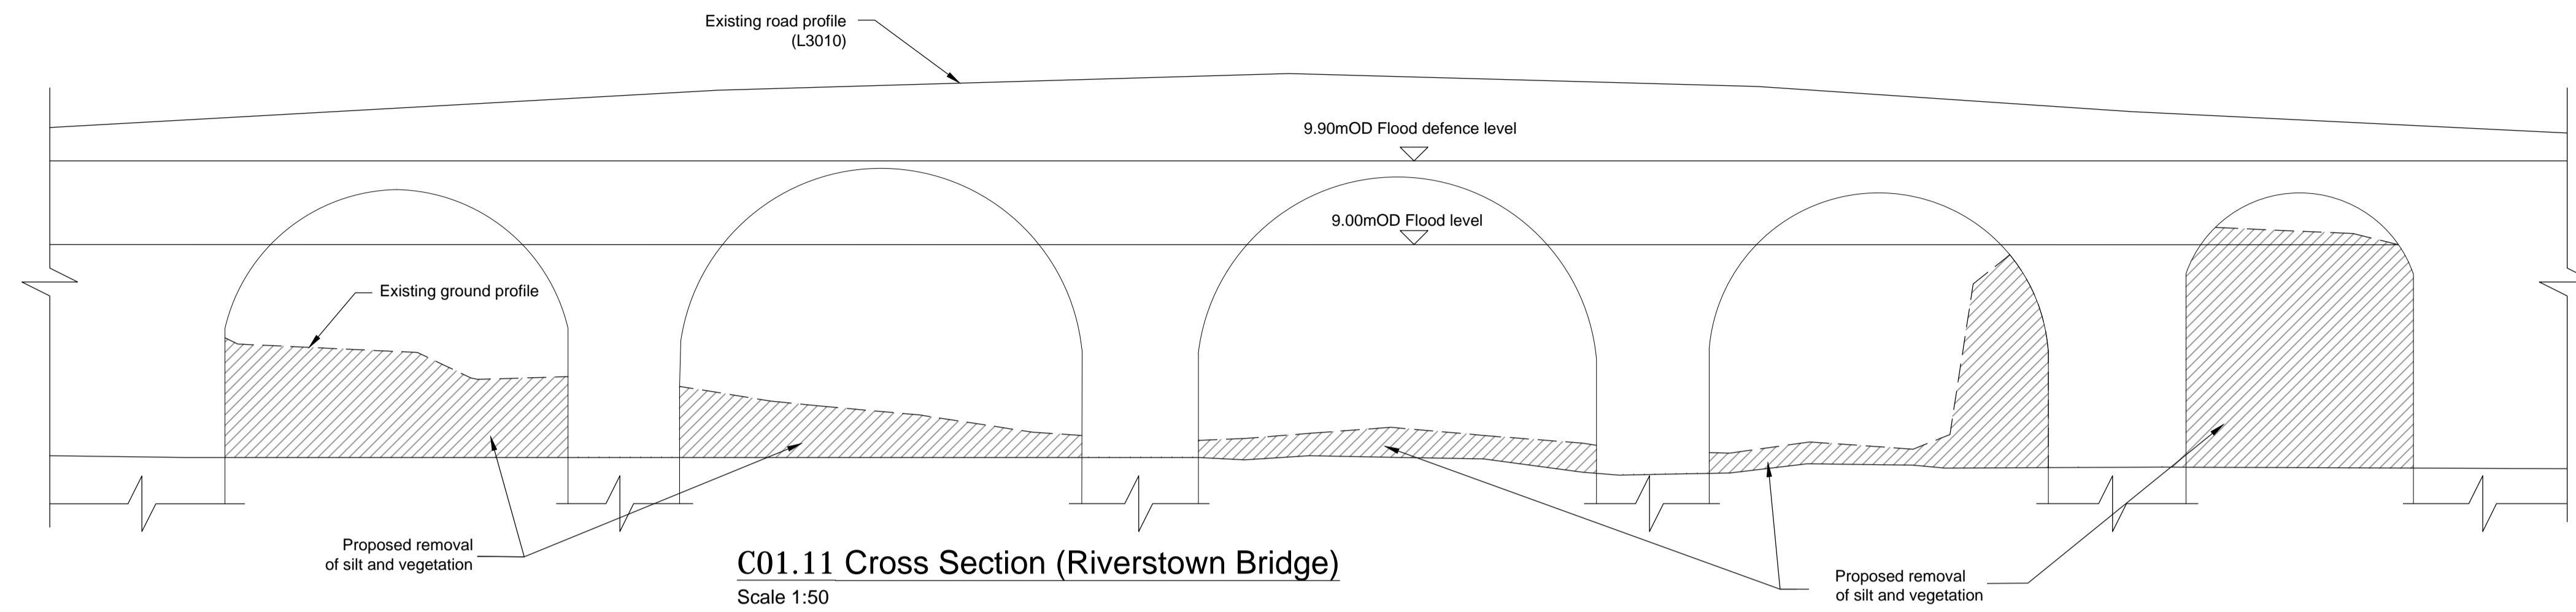 Existing road profile
(L3010)
9.90mOD Flood defence level
9.00mOD Flood level
Existing ground profile
Proposed removal
of silt and vegetation
C01.11 Cross Section (Riverstown Bridge)
Scale 1:50
Proposed removal
of silt and vegetation